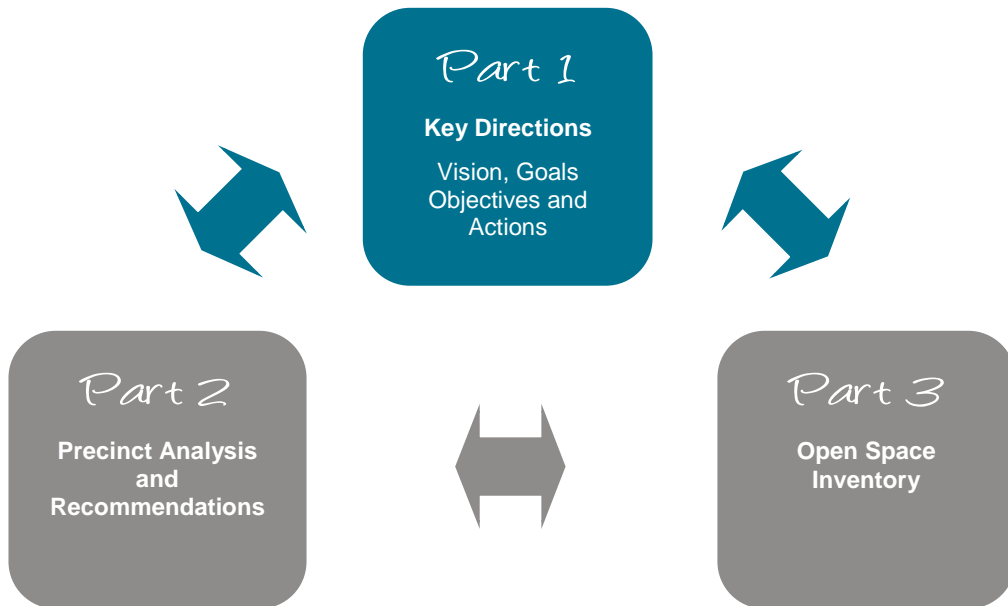 Part 1
Key Directions
Vision, Goals
Objectives and
Actions
Part 2
Precinct Analysis
and
Recommendations
Part 3
Open Space
Inventory